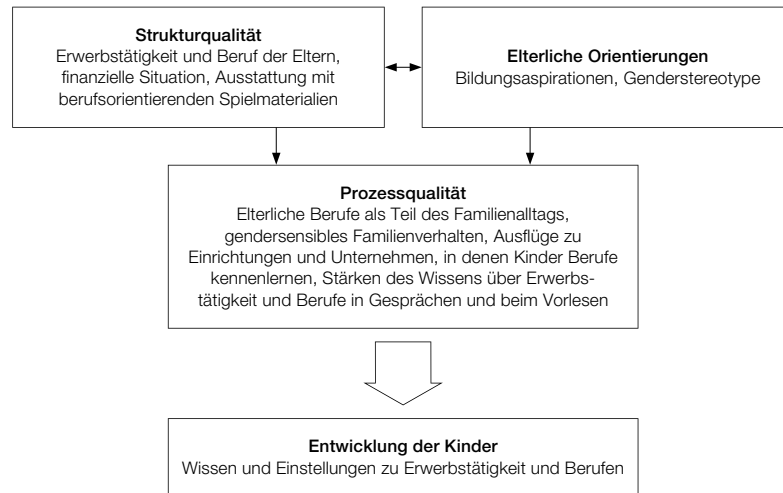 Strukturqualität
Erwerbstätigkeit und Beruf der Eltern,
finanzielle Situation, Ausstattung mit
berufsorientierenden Spielmaterialien
Elterliche Orientierungen
Bildungsaspirationen, Genderstereotype
Prozessqualität
Elterliche Berufe als Teil des Familienalltags,
gendersensibles Familienverhalten, Ausflüge zu
Einrichtungen und Unternehmen, in denen Kinder Berufe
kennenlernen, Stärken des Wissens über Erwerbs-
tätigkeit und Berufe in Gesprächen und beim Vorlesen
Entwicklung der Kinder
Wissen und Einstellungen zu Erwerbstätigkeit und Berufen